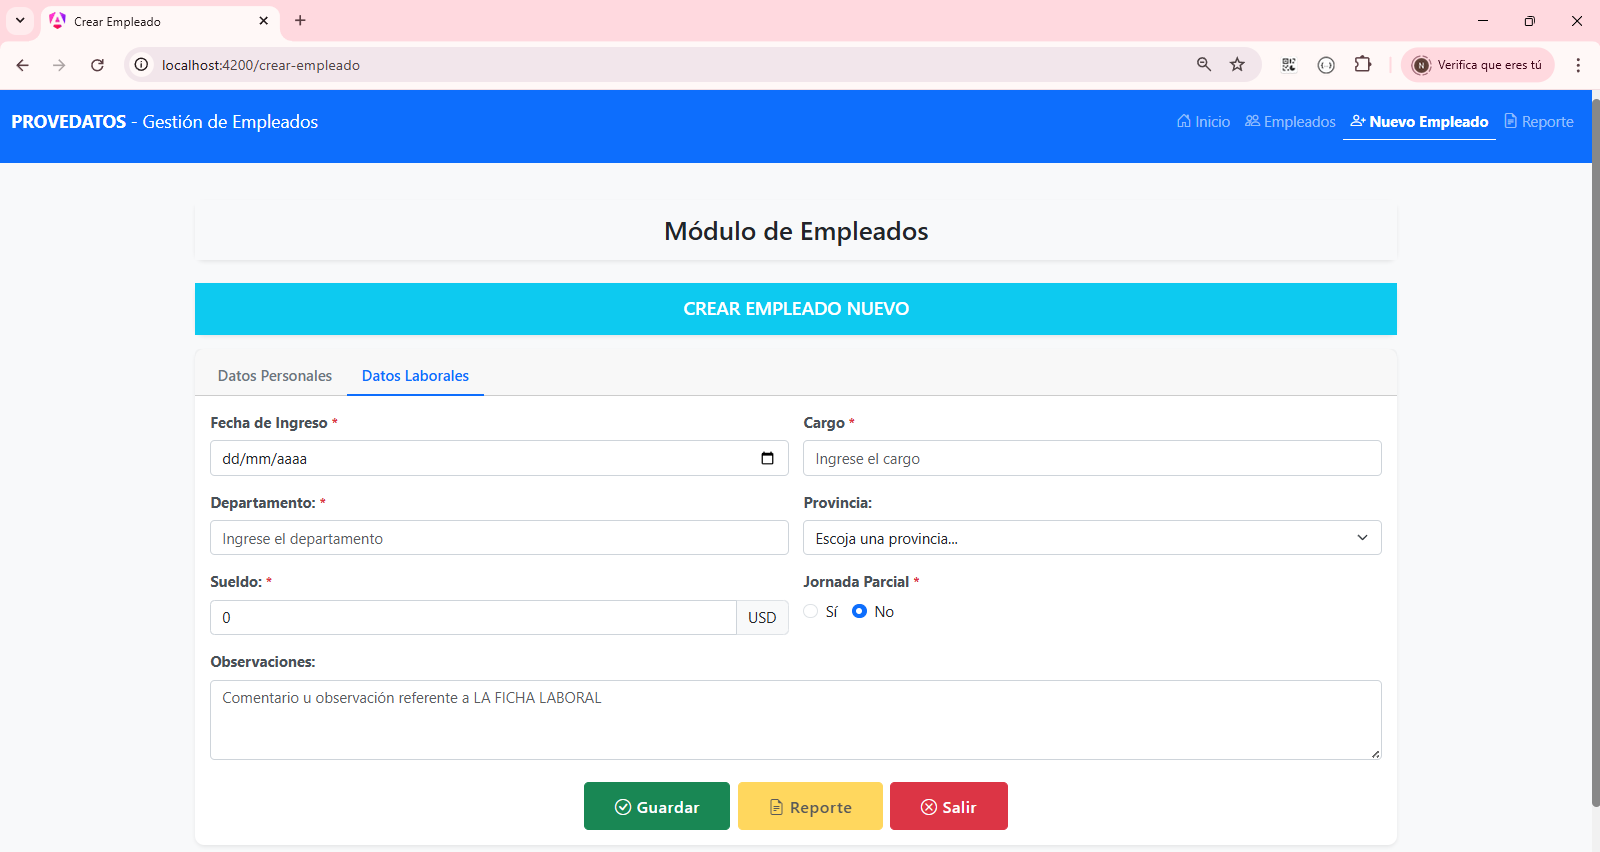 Crear Empleado
localhost:4200/crear-empleado
N
Verifica que eres tú
PROVEDATOS - Gestión de Empleados
Inicio
Empleados
Nuevo Empleado
Reporte
Módulo de Empleados
CREAR EMPLEADO NUEVO
Datos Personales
Datos Laborales
Fecha de Ingreso *
Cargo *
dd/mm/aaaa
Ingrese el cargo
Departamento: *
Provincia:
Ingrese el departamento
Escoja una provincia...
Sueldo: *
Jornada Parcial *
0
USD
Sí
No
Observaciones:
Comentario u observación referente a LA FICHA LABORAL
Guardar
Reporte
Salir